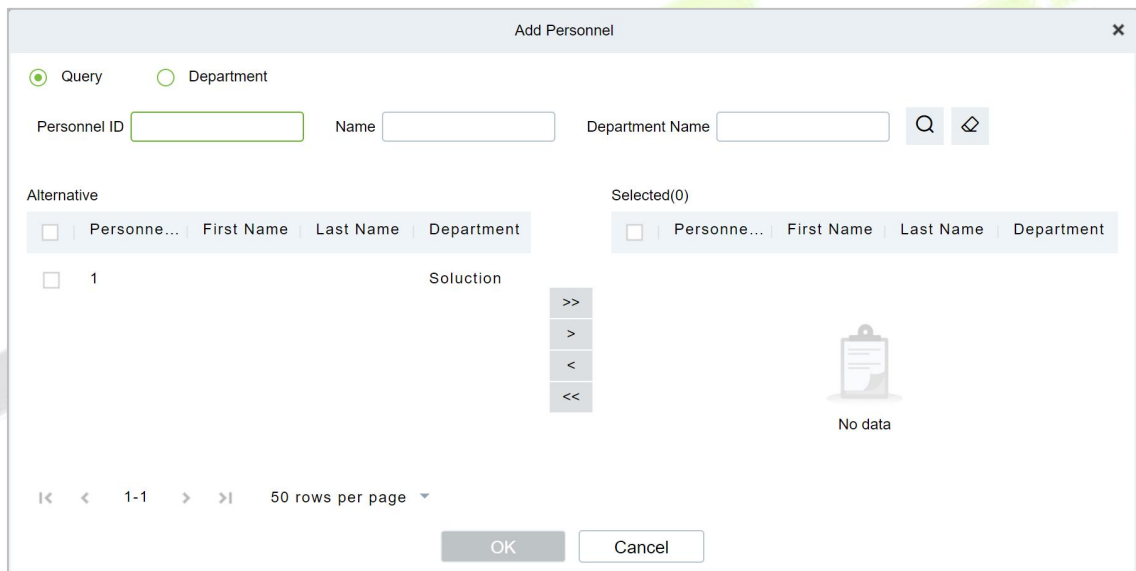 Add Personnel
Query Department
Personnel ID Name Department Name
Alternative Selected(0)
Personne... First Name Last Name Department Personne... First Name Last Name Department
1 Soluction
>>
>
<
<<
No data
1-1 50 rows per page
OK Cancel